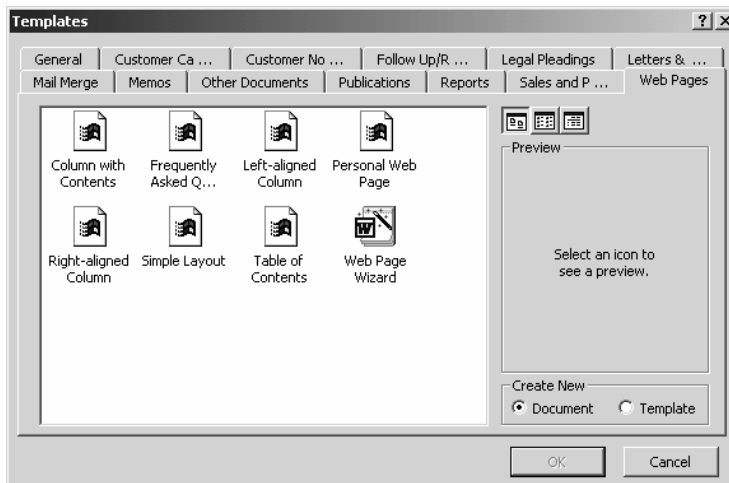 Templates
General Customer Ca ... Customer No ... Follow Up/R ... Legal Pleadings Letters & ...
Mail Merge Memos Other Documents Publications Reports Sales and P ... Web Pages
Column with Contents
Frequently Asked Q...
Left-aligned Column
Personal Web Page
Right-aligned Column
Simple Layout
Table of Contents
Web Page Wizard
Preview
Select an icon to
see a preview.
Create New
Document Template
OK Cancel